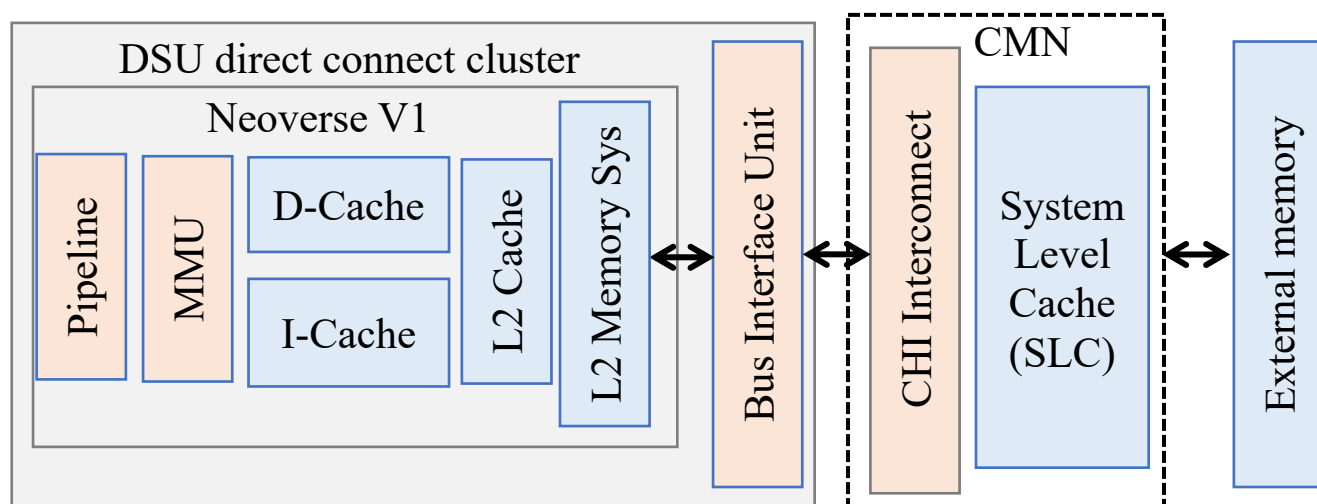 DSU direct connect cluster
Neoverse V1
Pipeline
MMU
D-Cache
I-Cache
L2 Cache
L2 Memory Sys
Bus Interface Unit
CMN
CHI Interconnect
System
Level
Cache
(SLC)
External memory